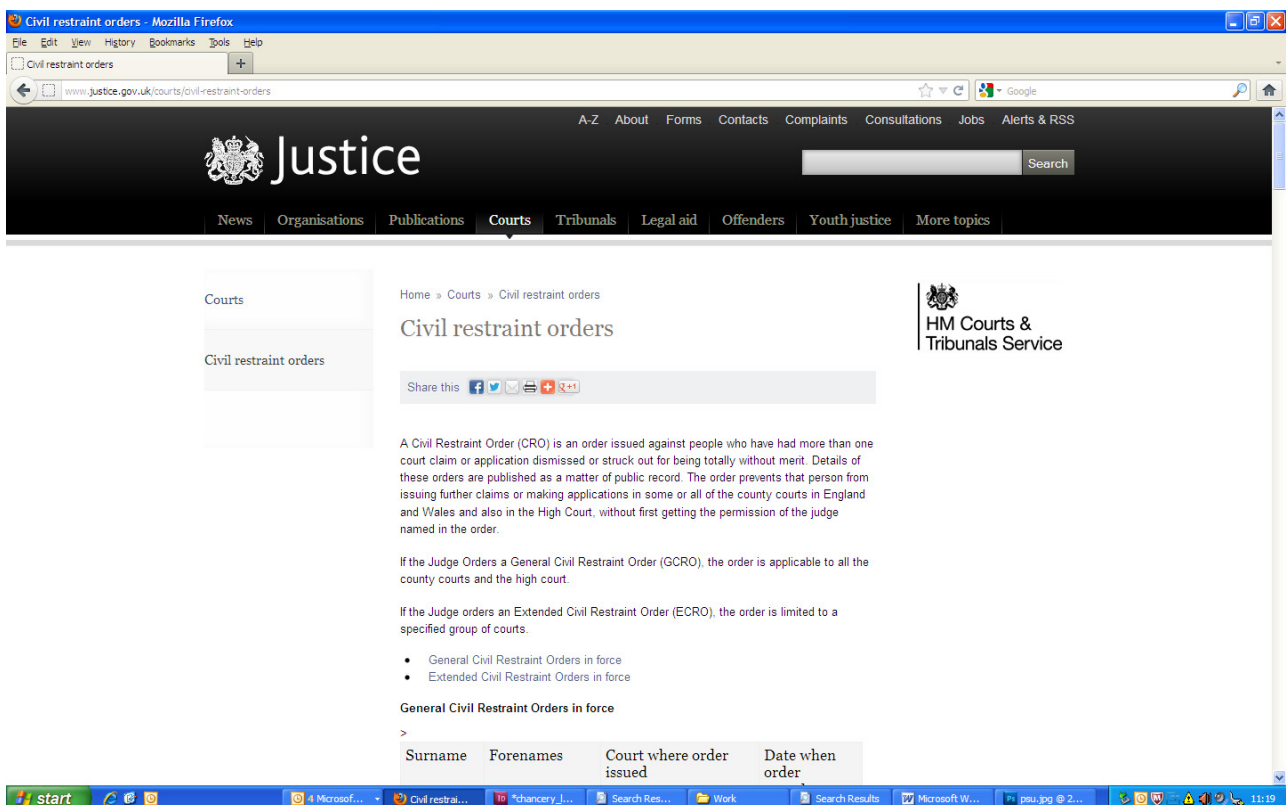 Civil restraint orders - Mozilla Firefox
File Edit View History Bookmarks Tools Help
Civil restraint orders +
www.justice.gov.uk/courts/civil-restraint-orders Google
A-Z About Forms Contacts Complaints Consultations Jobs Alerts & RSS
Justice
Search
News Organisations Publications Courts Tribunals Legal aid Offenders Youth justice More topics
Courts
Civil restraint orders
Home » Courts » Civil restraint orders
Civil restraint orders
HM Courts &
Tribunals Service
Share this
+1
A Civil Restraint Order (CRO) is an order issued against people who have had more than one
court claim or application dismissed or struck out for being totally without merit. Details of
these orders are published as a matter of public record. The order prevents that person from
issuing further claims or making applications in some or all of the county courts in England
and Wales and also in the High Court, without first getting the permission of the judge
named in the order.
If the Judge Orders a General Civil Restraint Order (GCRO), the order is applicable to all the
county courts and the high court.
If the Judge orders an Extended Civil Restraint Order (ECRO), the order is limited to a
specified group of courts.
• General Civil Restraint Orders in force
• Extended Civil Restraint Orders in force
General Civil Restraint Orders in force
>
Surname Forenames Court where order Date when
issued order
start 4 Microsof... Civil restrai... *chancery_l... Search Res... Work Search Results Microsoft W... psu.jpg @ 2... 11:19